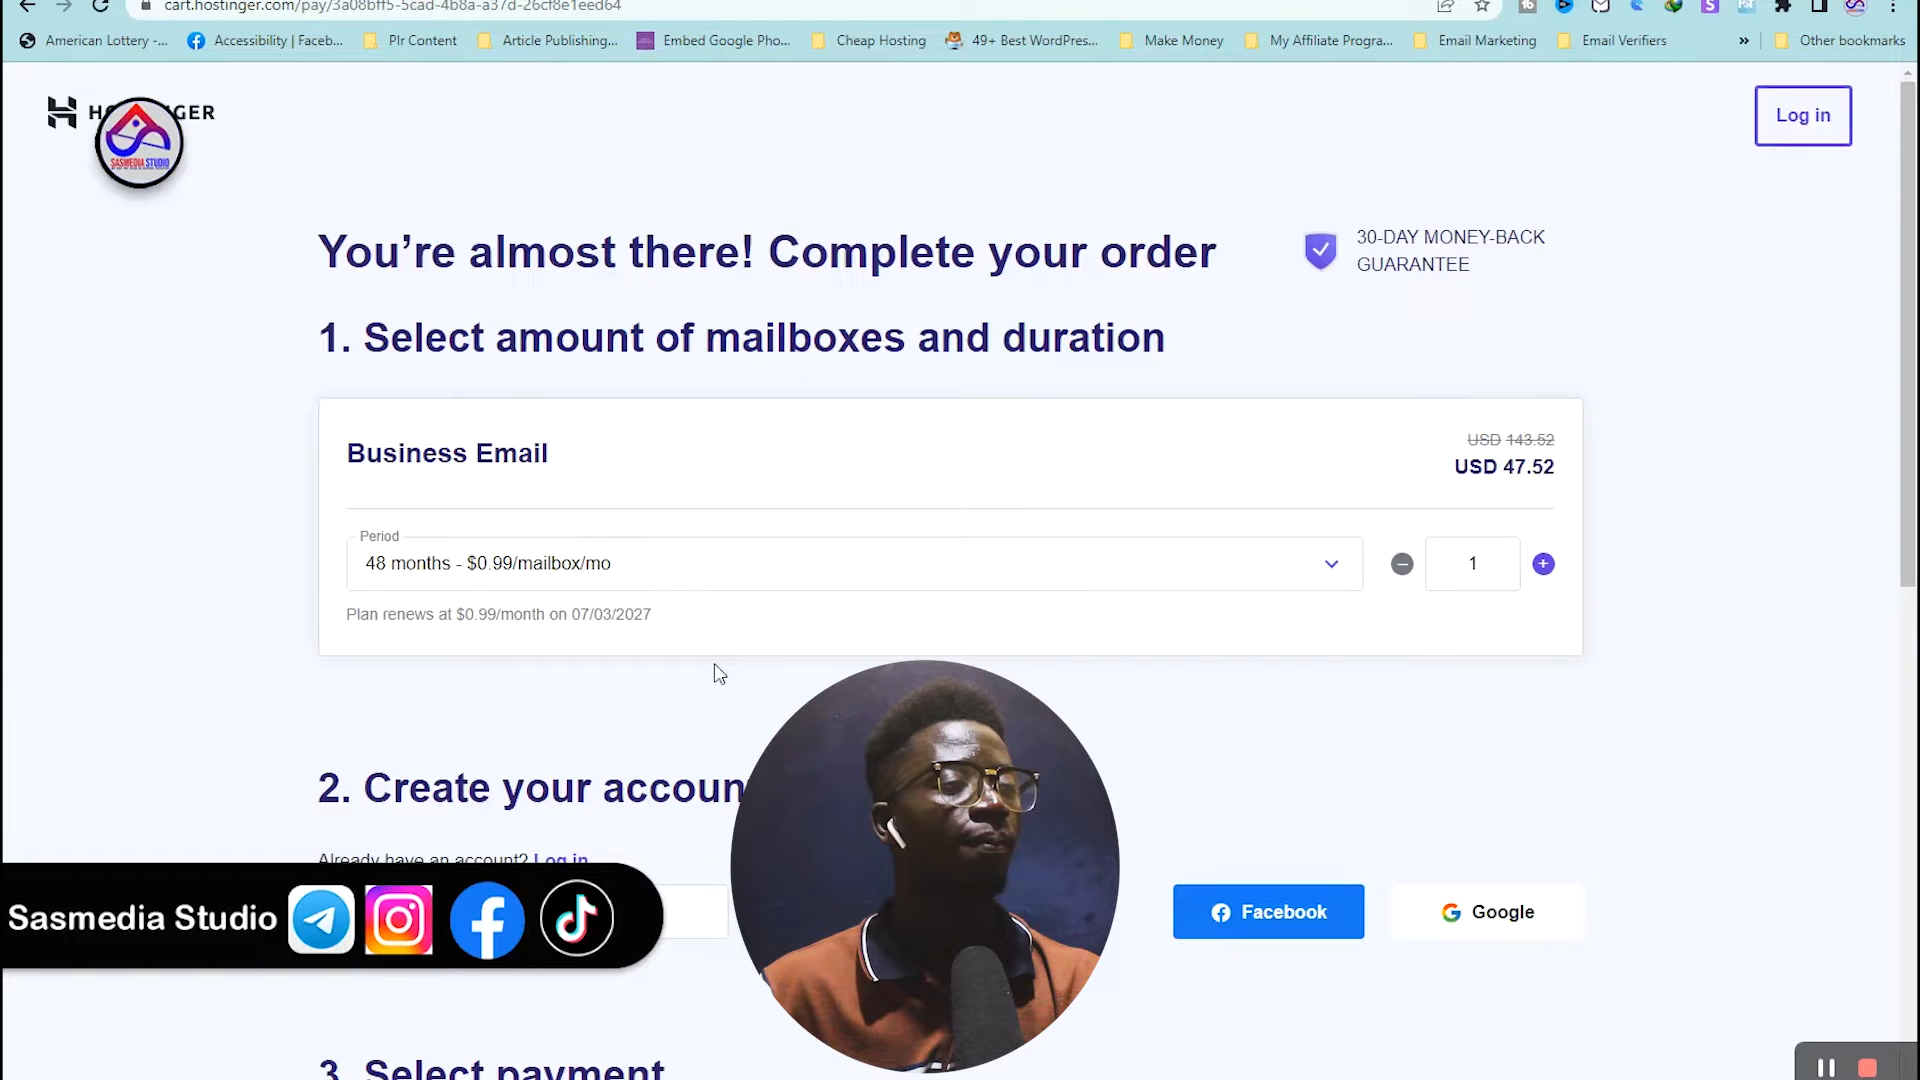 cart.hostinger.com/pay/3a08bff5-5cad-4b8a-a37d-26cf8e1eed64
American Lottery -... Accessibility | Faceb... Plr Content Article Publishing... Embed Google Pho... Cheap Hosting 49+ Best WordPres... Make Money My Affiliate Progra... Email Marketing Email Verifiers » Other bookmarks
SASMEDIA STUDIO
Log in
You’re almost there! Complete your order
30-DAY MONEY-BACK
GUARANTEE
1. Select amount of mailboxes and duration
Business Email
USD 143.52
USD 47.52
Period
48 months - $0.99/mailbox/mo
1
Plan renews at $0.99/month on 07/03/2027
2. Create your accoun
Already have an account? Log in
Sasmedia Studio
Facebook
Google
3. Select payment